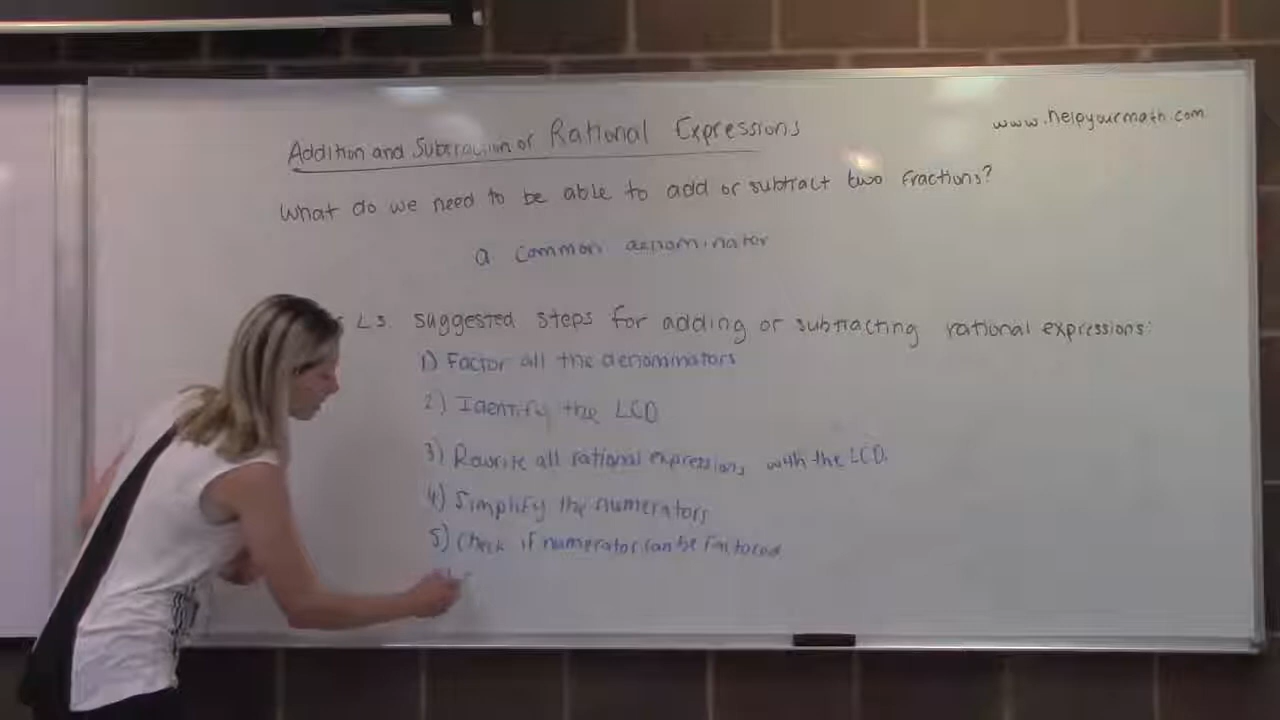 www.helpyourmath.com
Addition and Subtraction of Rational Expressions
What do we need to be able to add or subtract two fractions?
a common denominator
L3. Suggested steps for adding or subtracting rational expressions:
1) Factor all the denominators
2) Identify the LCD
3) Rewrite all rational expressions with the LCD.
4) Simplify the numerators
5) Check if numerator can be factored